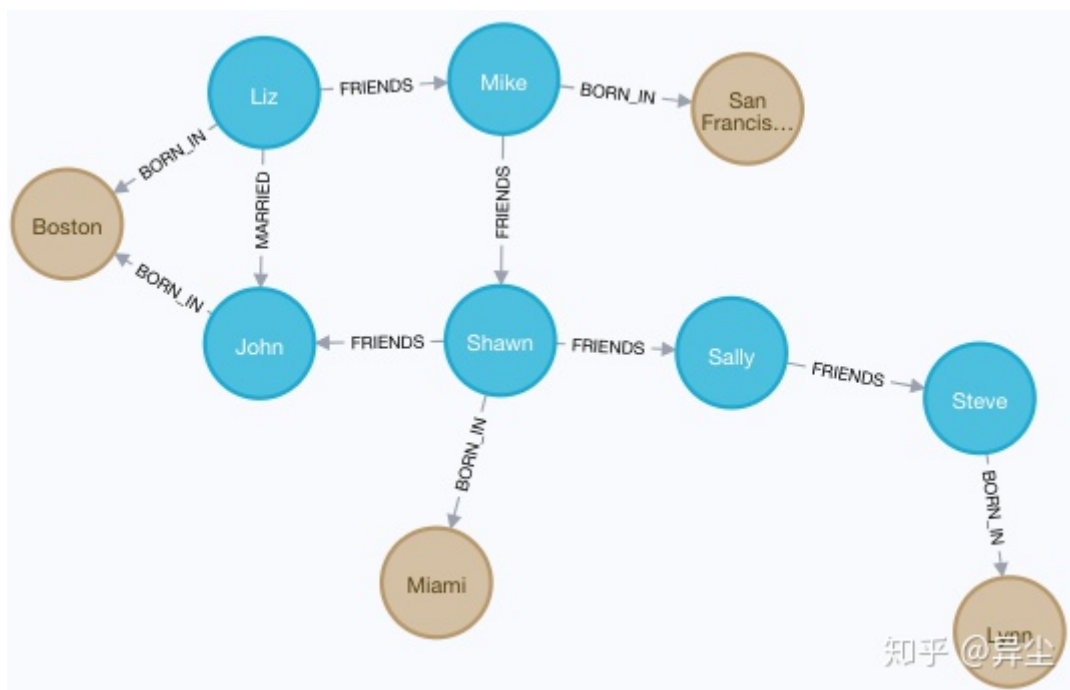 Liz
FRIENDS
Mike
BORN_IN
San
Francis...
BORN_IN
MARRIED
FRIENDS
Boston
BORN_IN
John
FRIENDS
Shawn
FRIENDS
Sally
FRIENDS
Steve
BORN_IN
BORN_IN
Miami
Lynn
知乎 @异尘